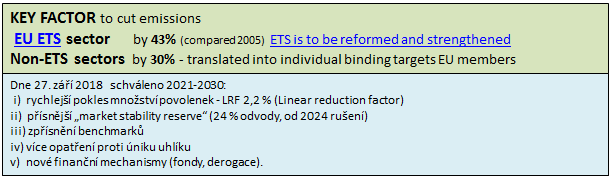 KEY FACTOR to cut emissions
EU ETS sector by 43% (compared 2005) ETS is to be reformed and strengthened
Non-ETS sectors by 30% - translated into individual binding targets EU members
Dne 27. září 2018 schváleno 2021-2030:
i) rychlejší pokles množství povolenek - LRF 2,2 % (Linear reduction factor)
ii) přísnější „market stability reserve“ (24 % odvody, od 2024 rušení)
iii) zpřísnění benchmarků
iv) více opatření proti úniku uhlíku
v) nové finanční mechanismy (fondy, derogace).